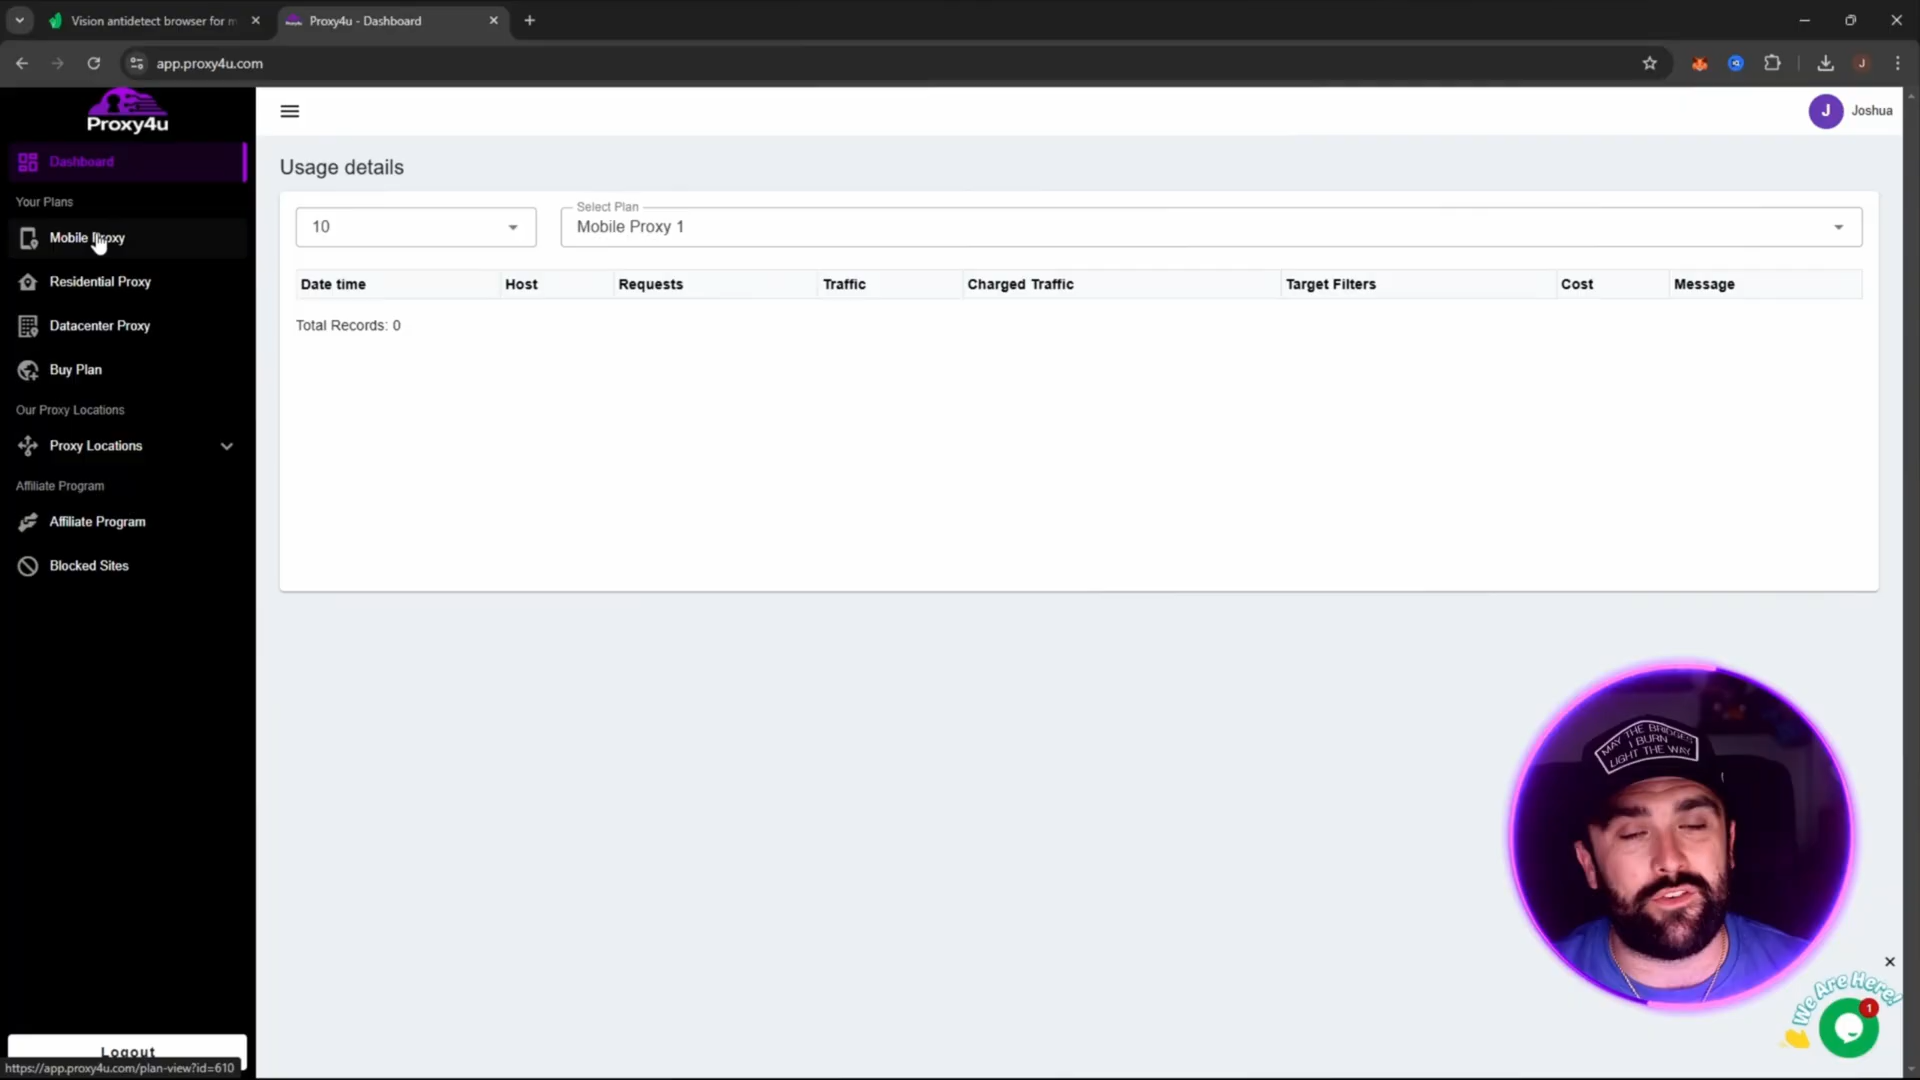 Vision antidetect browser for m
Proxy4u - Dashboard
app.proxy4u.com
J
Proxy4u
J Joshua
Dashboard
Your Plans
Mobile Proxy
Residential Proxy
Datacenter Proxy
Buy Plan
Our Proxy Locations
Proxy Locations
Affiliate Program
Affiliate Program
Blocked Sites
Logout
https://app.proxy4u.com/plan-view?id=610
Usage details
10
Select Plan
Mobile Proxy 1
Date time Host Requests Traffic Charged Traffic Target Filters Cost Message
Total Records: 0
MAY THE BRIDGES
I BURN
LIGHT THE WAY
We Are Here!
1